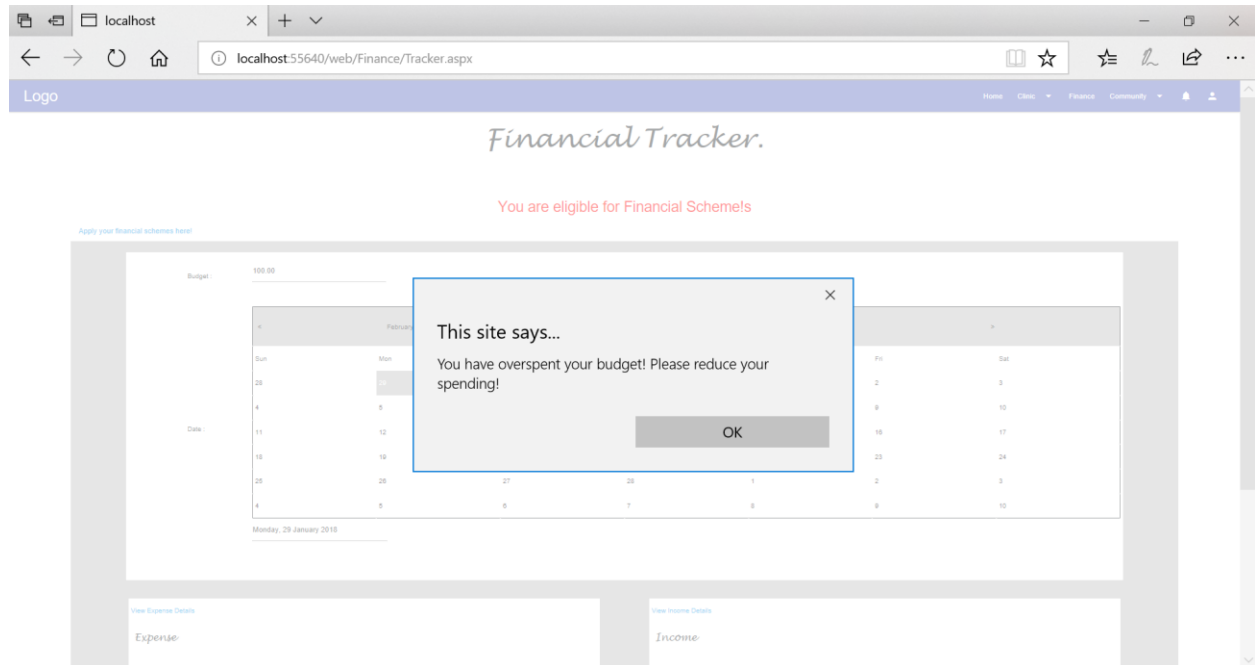 localhost
localhost:55640/web/Finance/Tracker.aspx
Logo
Home Clinic Finance Community
Financial Tracker.
You are eligible for Financial Scheme!s
Apply your financial schemes here!
Budget :
100.00
This site says...
You have overspent your budget! Please reduce your
spending!
OK
< February >
Sun Mon Fri Sat
28 29 2 3
4 5 9 10
Date :
11 12 16 17
18 19 23 24
25 26 27 28 1 2 3
4 5 6 7 8 9 10
Monday, 29 January 2018
View Expense Details
Expense
View Income Details
Income